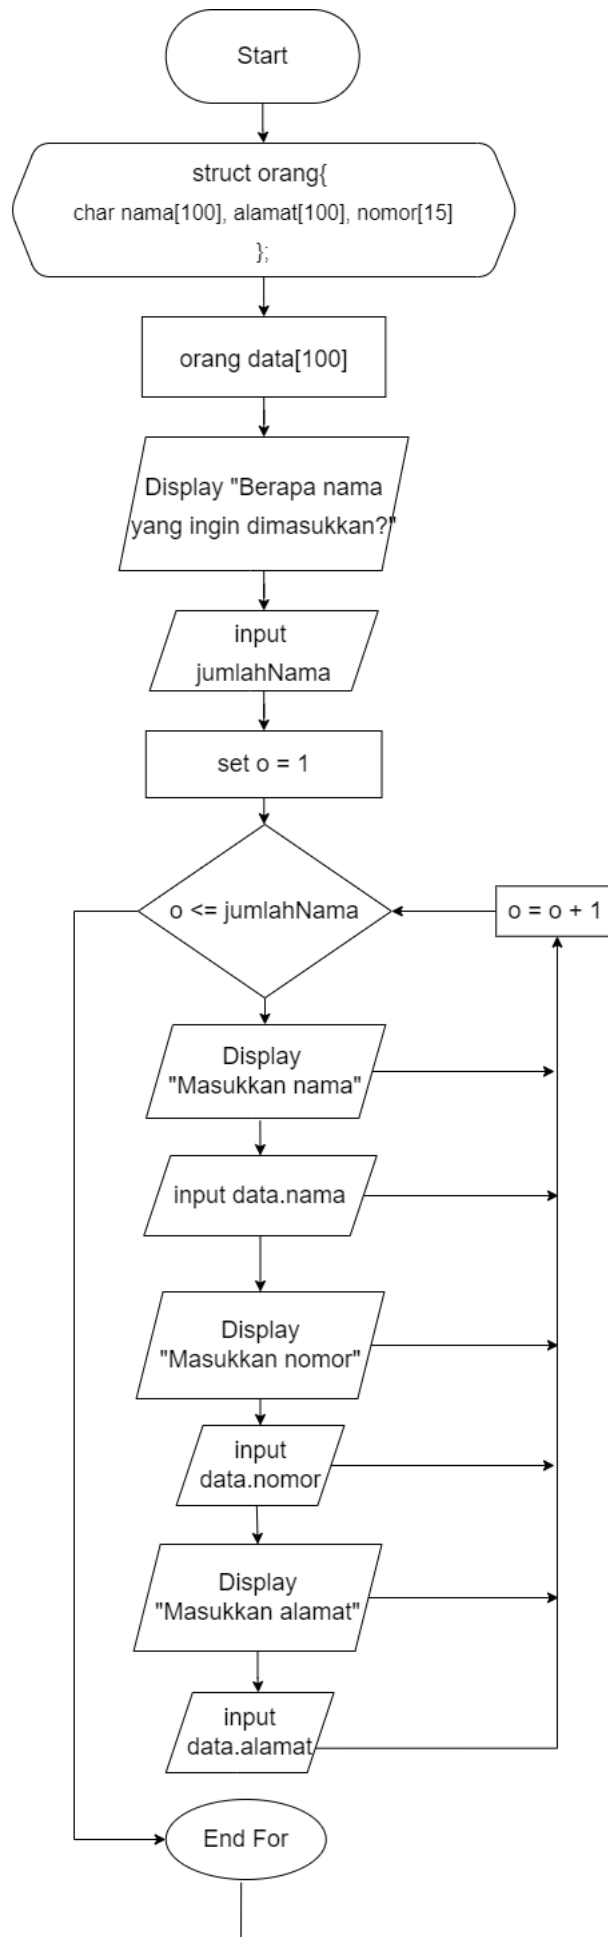 Start
struct orang{
char nama[100], alamat[100], nomor[15]
};
orang data[100]
Display "Berapa nama
yang ingin dimasukkan?"
input
jumlahNama
set o = 1
o <= jumlahNama
o = o + 1
Display
"Masukkan nama"
input data.nama
Display
"Masukkan nomor"
input
data.nomor
Display
"Masukkan alamat"
input
data.alamat
End For